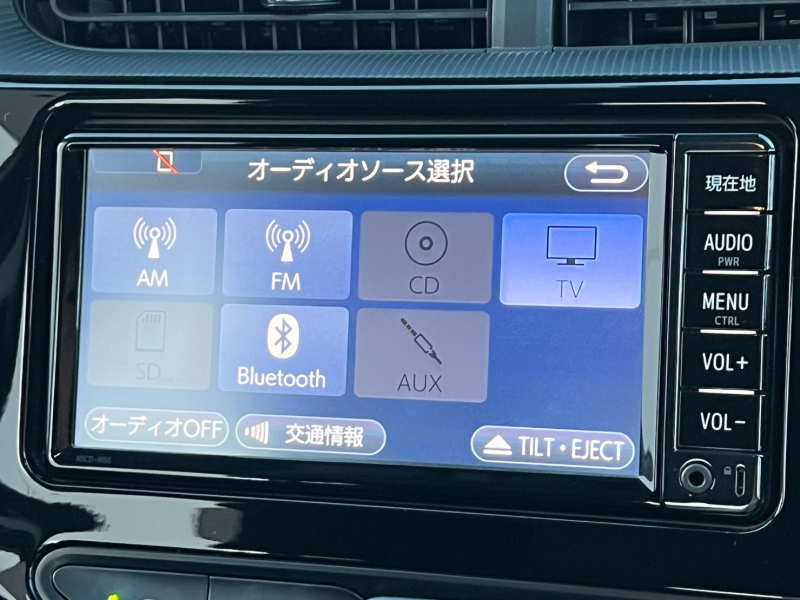 オーディオソース選択
現在地
AM
FM
CD
TV
AUDIO
PWR
MENU
CTRL
SD
Bluetooth
AUX
VOL+
VOL-
オーディオOFF
交通情報
TILT・EJECT